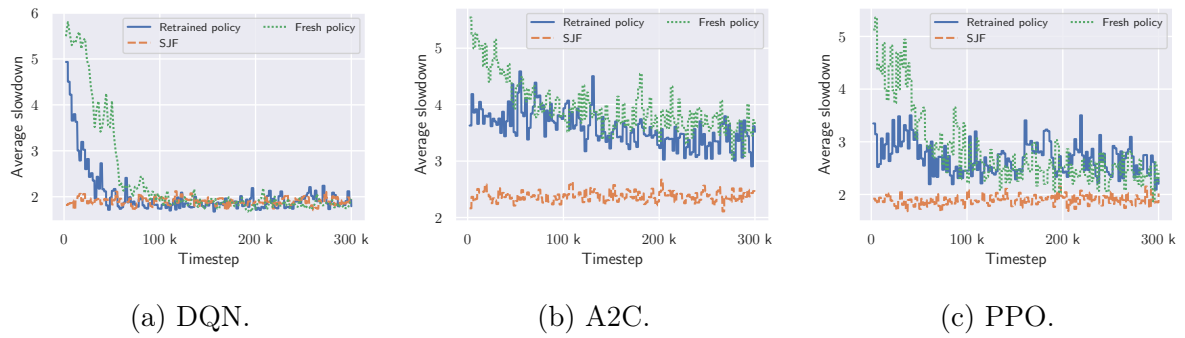 Retrained policy
SJF
Fresh policy
Average slowdown
6
5
4
3
2
0
100 k
200 k
300 k
Timestep
(a) DQN.
Retrained policy
SJF
Fresh policy
Average slowdown
5
4
3
2
0
100 k
200 k
300 k
Timestep
(b) A2C.
Retrained policy
SJF
Fresh policy
Average slowdown
5
4
3
2
0
100 k
200 k
300 k
Timestep
(c) PPO.